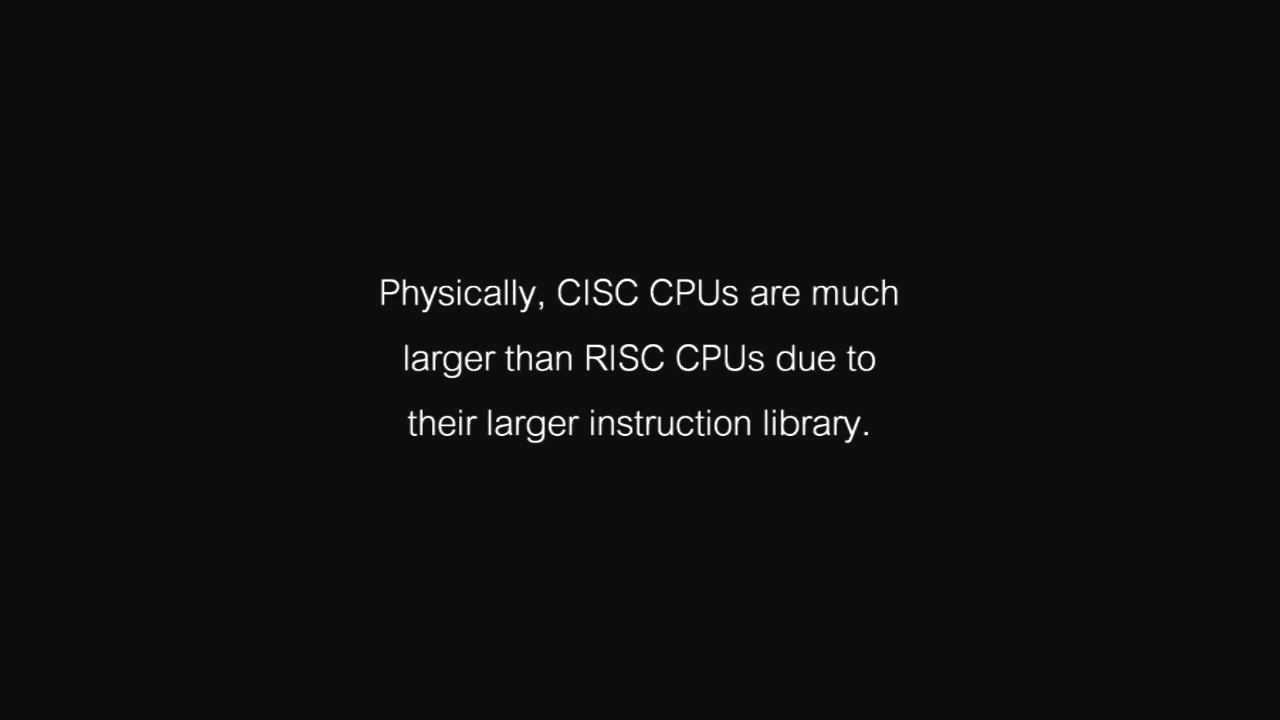 Physically, CISC CPUs are much
larger than RISC CPUs due to
their larger instruction library.